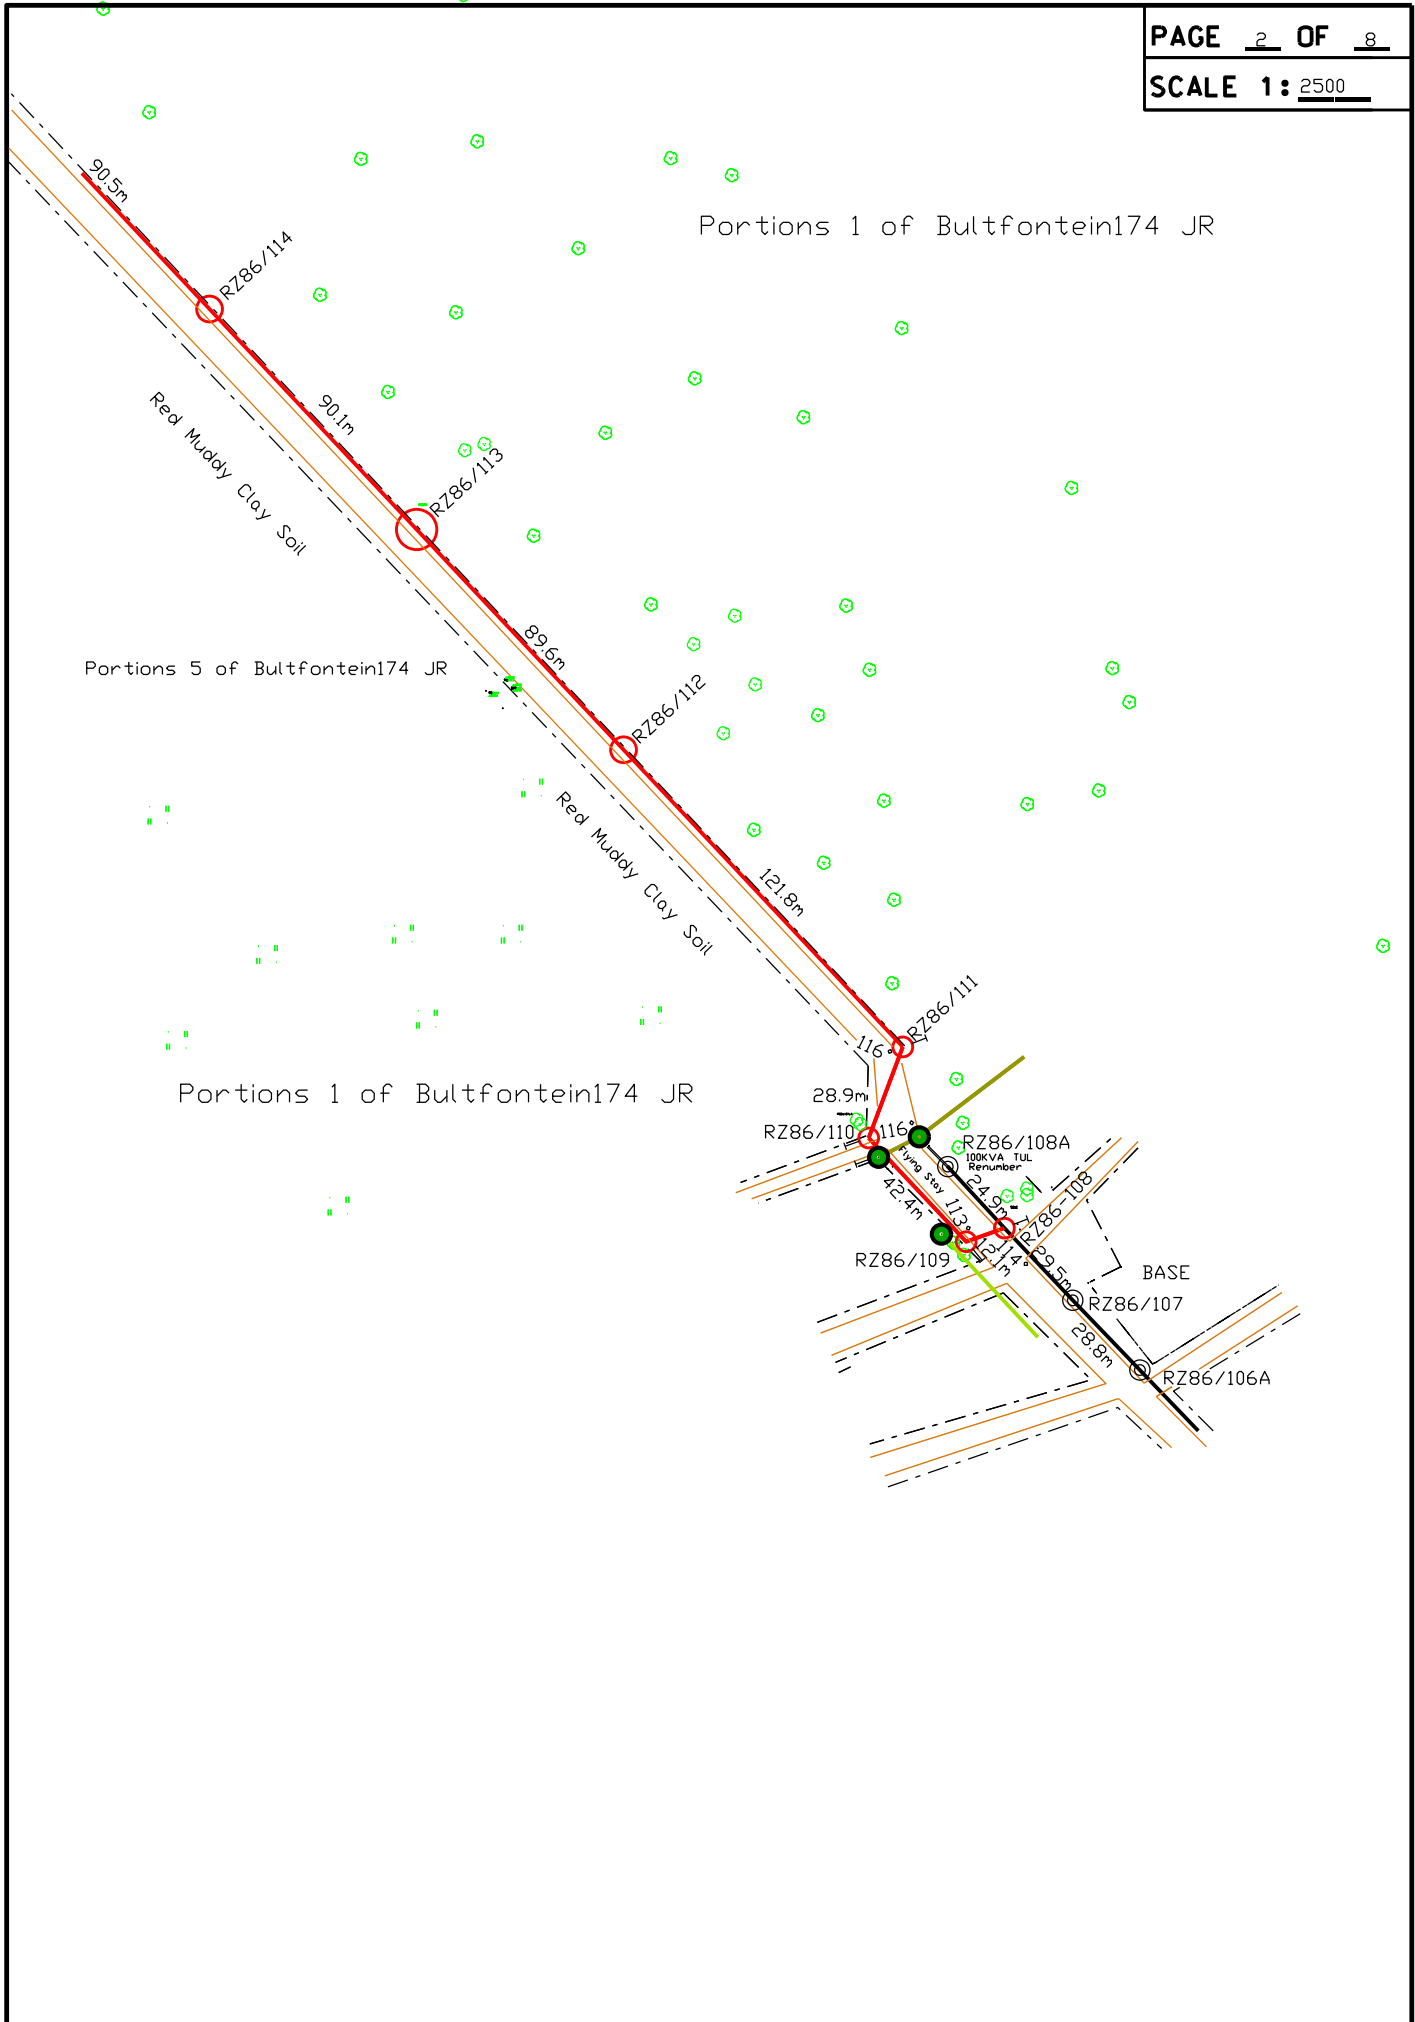 PAGE 2 OF 8
SCALE 1: 2500
90.5m
Portions 1 of Bultfontein174 JR
RZ86/114
90.1m
Red Muddy Clay Soil
RZ86/113
89.6m
Portions 5 of Bultfontein174 JR
RZ86/112
Red Muddy Clay Soil
121.8m
RZ86/111
116°
Portions 1 of Bultfontein174 JR
28.9m
RZ86/110
116°
RZ86/108A
100KVA TUL
Renumber
Flying Stay
24.9m
42.4m
113°
RZ86-108
RZ86/109
12.1m
114°
29.5m
BASE
RZ86/107
28.8m
RZ86/106A